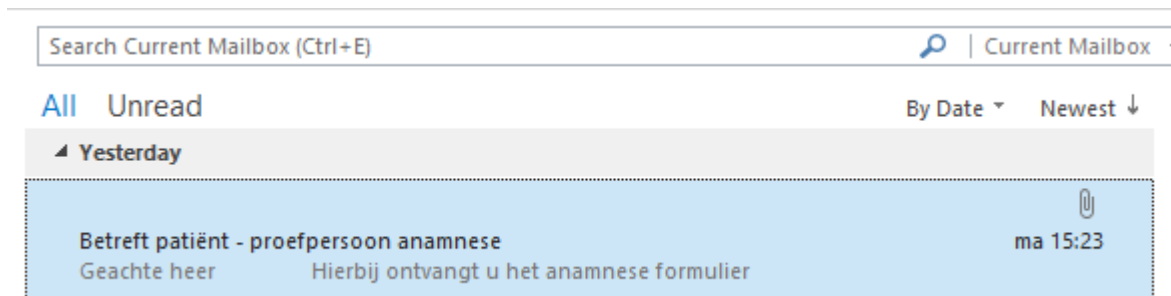 Search Current Mailbox (Ctrl+E) | Current Mailbox
All Unread By Date Newest
Yesterday
Betreft patiënt - proefpersoon anamnese ma 15:23
Geachte heer Hierbij ontvangt u het anamnese formulier